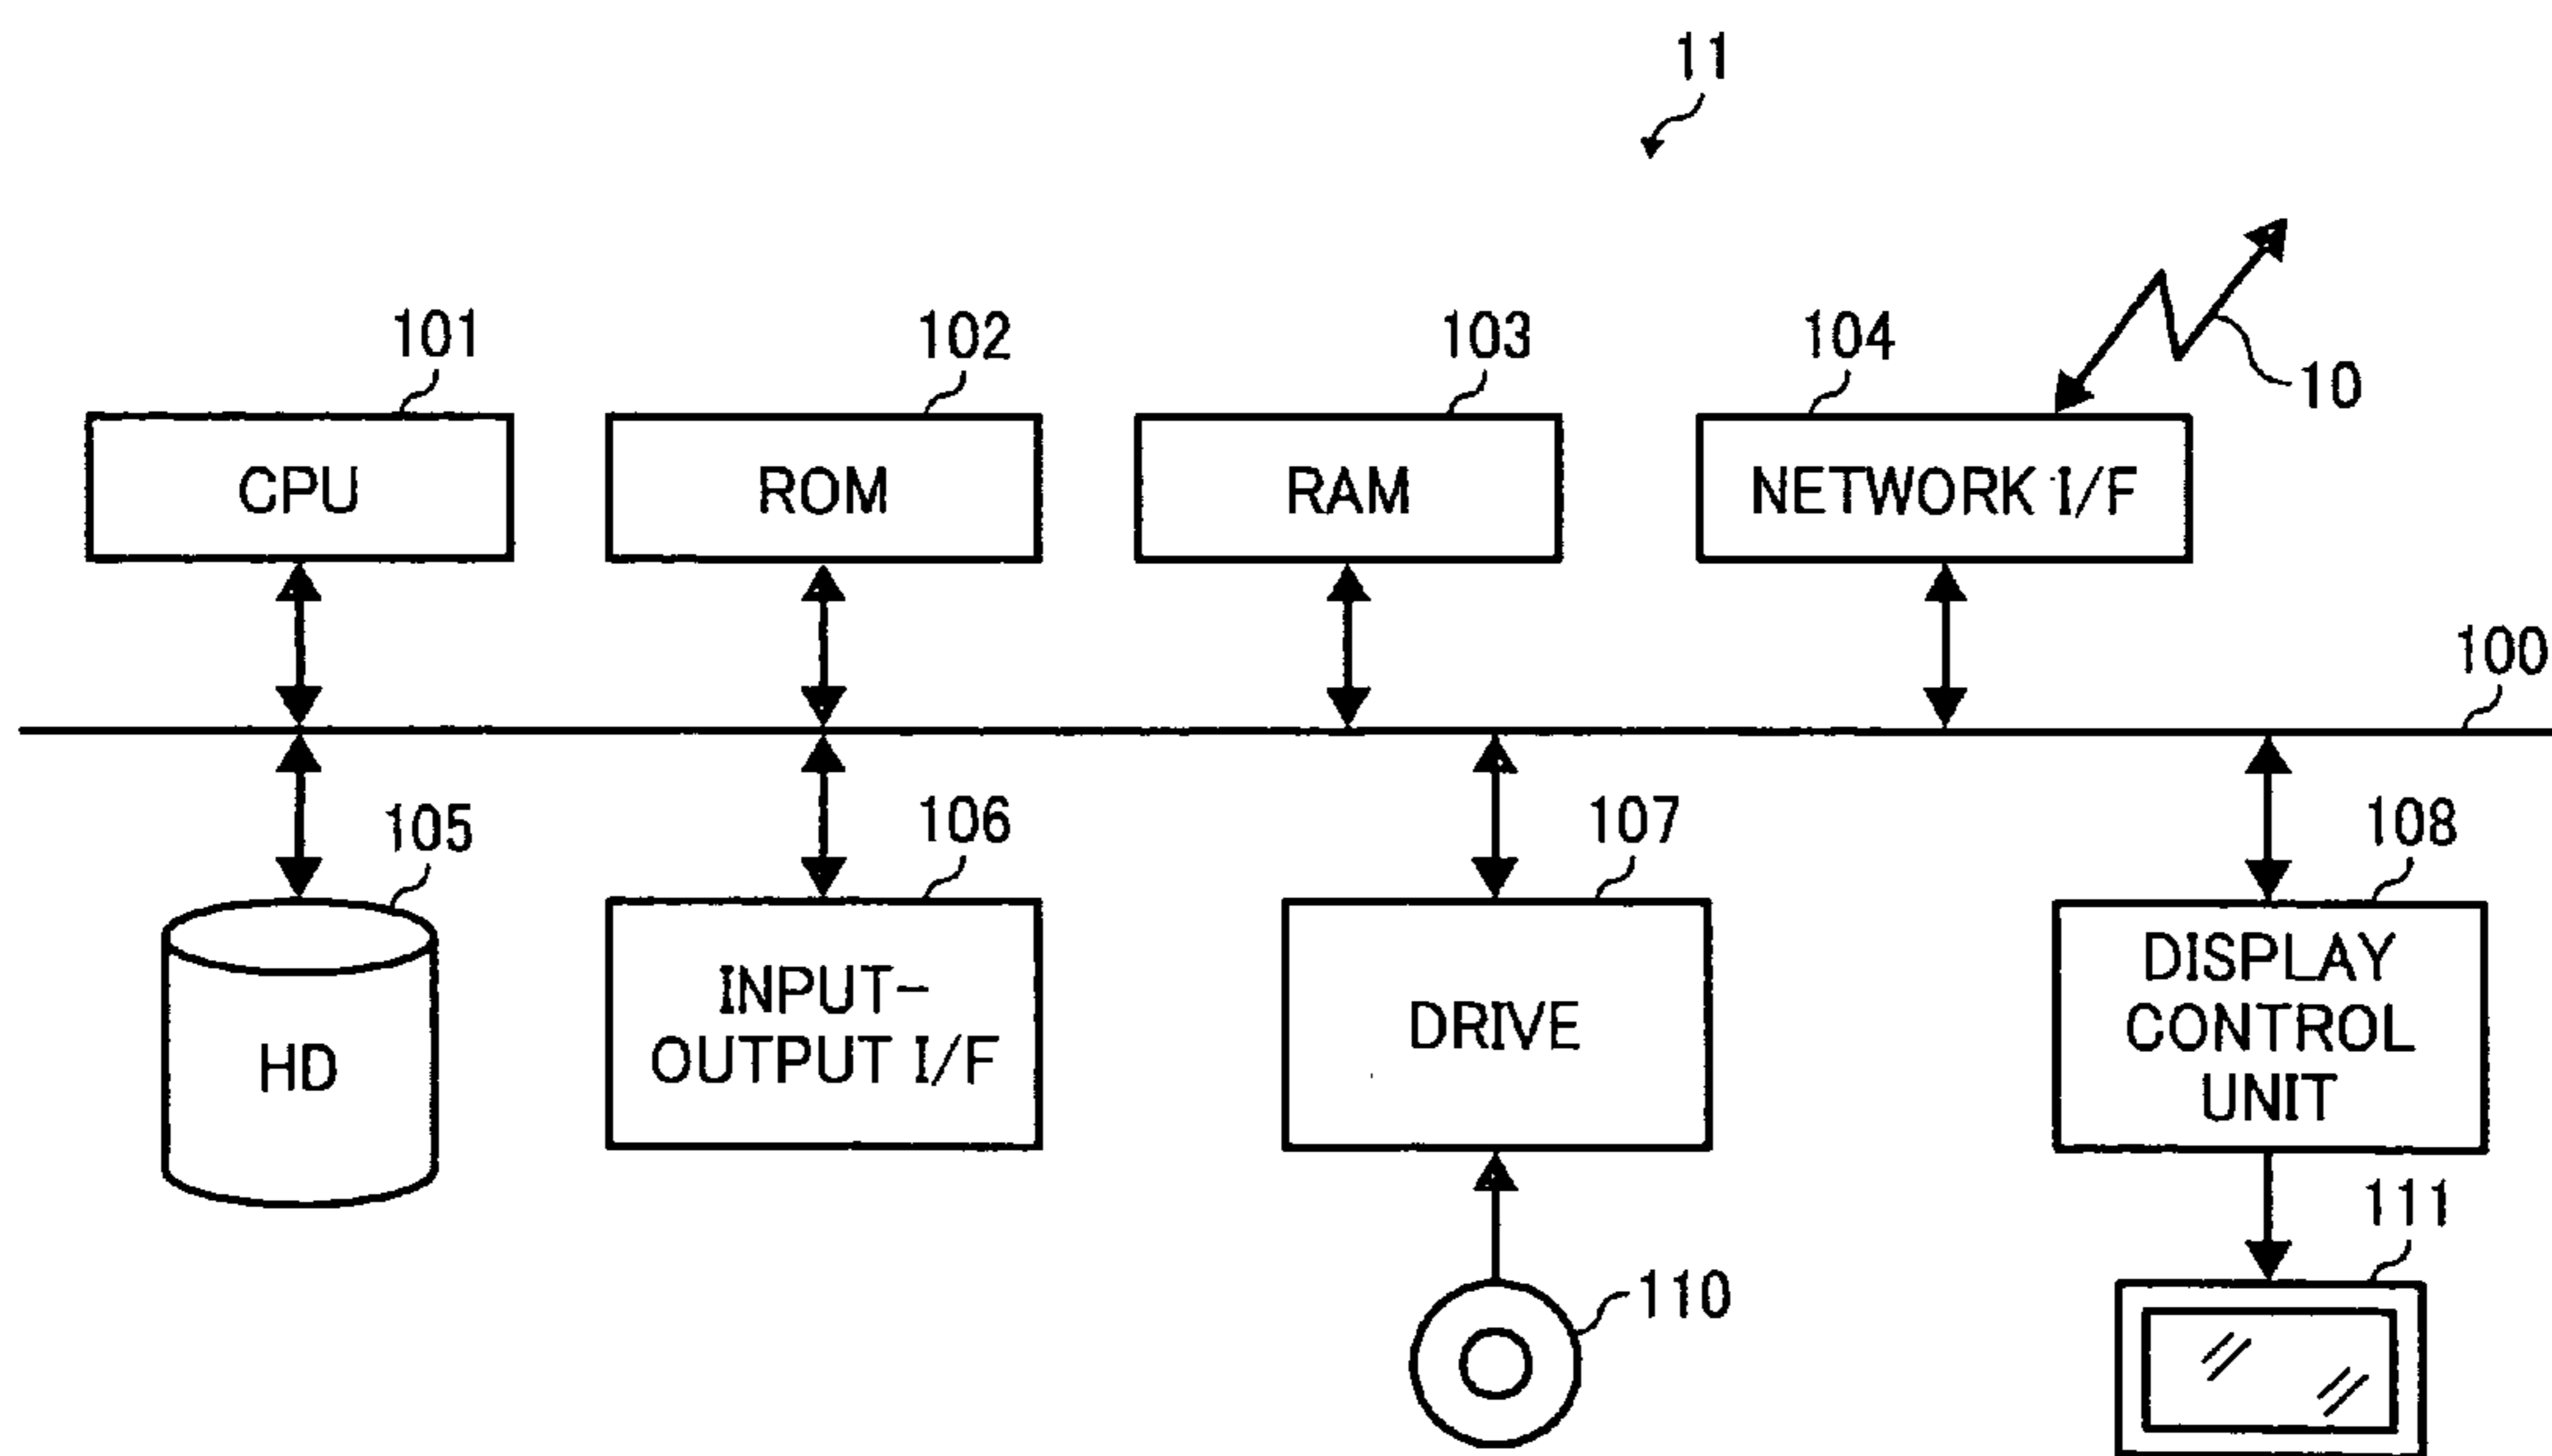 11
101
102
103
104
10
CPU
ROM
RAM
NETWORK I/F
100
105
106
107
108
HD
INPUT-
OUTPUT I/F
DRIVE
DISPLAY
CONTROL
UNIT
110
111